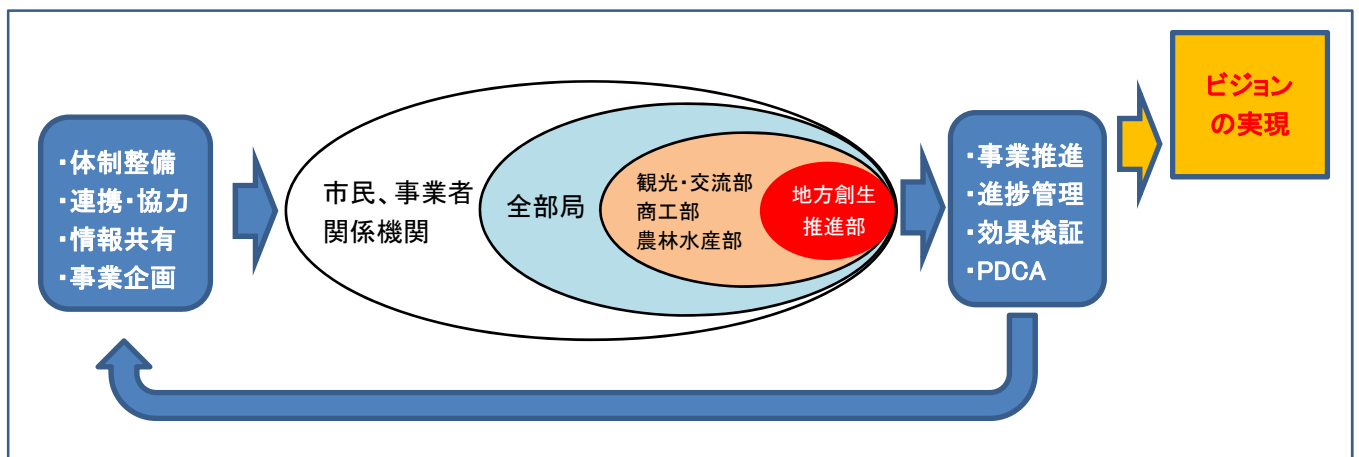 ・体制整備
・連携・協力
・情報共有
・事業企画
市民、事業者
関係機関
全部局
観光・交流部
商工部
農林水産部
地方創生
推進部
・事業推進
・進捗管理
・効果検証
・PDCA
ビジョン
の実現